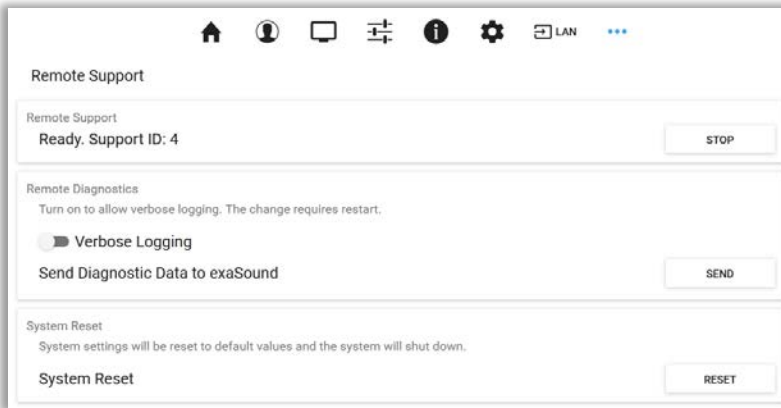 LAN
Remote Support
Remote Support
Ready. Support ID: 4
STOP
Remote Diagnostics
Turn on to allow verbose logging. The change requires restart.
Verbose Logging
Send Diagnostic Data to exaSound
SEND
System Reset
System settings will be reset to default values and the system will shut down.
System Reset
RESET